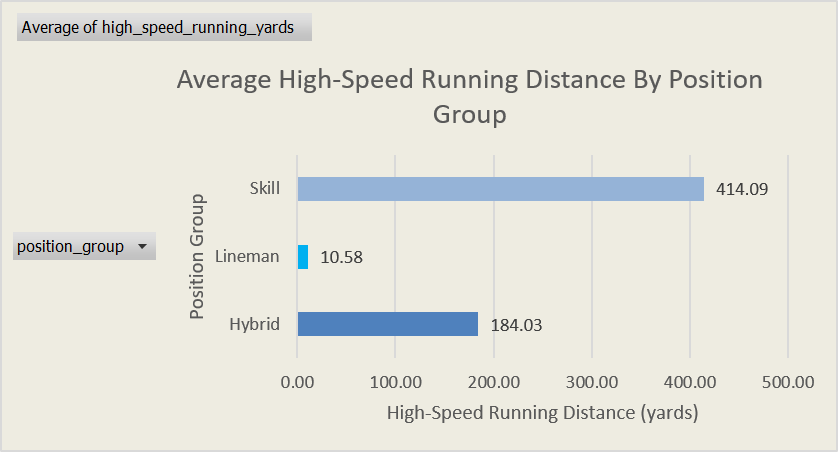 Average of high_speed_running_yards
Average High-Speed Running Distance By Position
Group
Position Group
position_group
Skill
414.09
Lineman
10.58
Hybrid
184.03
0.00 100.00 200.00 300.00 400.00 500.00
High-Speed Running Distance (yards)